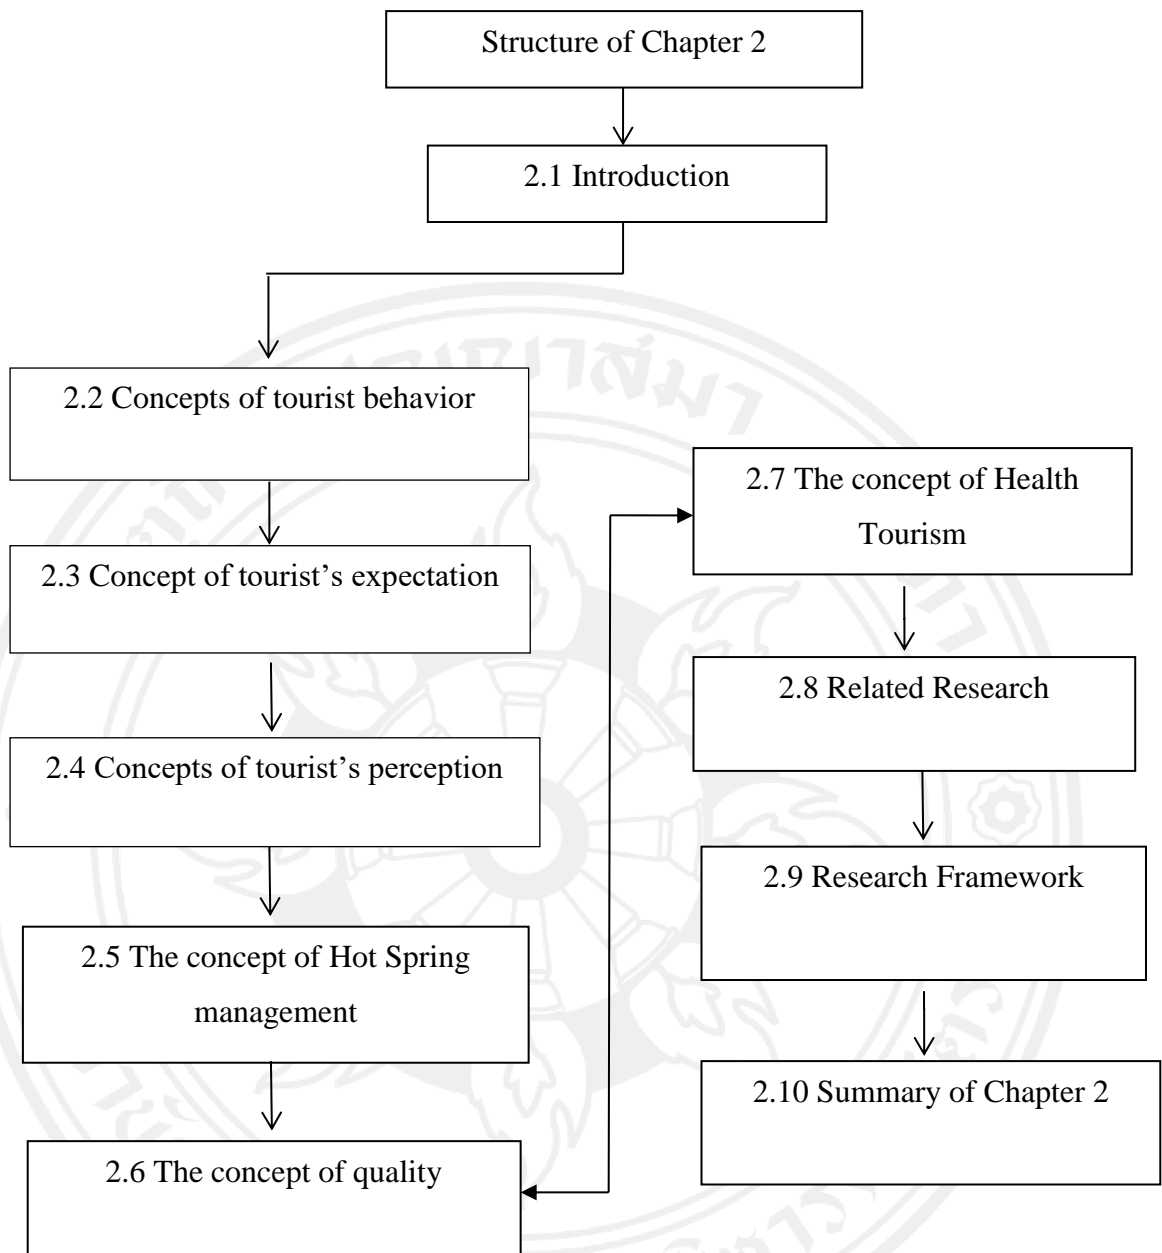 Structure of Chapter 2
2.1 Introduction
2.2 Concepts of tourist behavior
2.3 Concept of tourist’s expectation
2.4 Concepts of tourist’s perception
2.5 The concept of Hot Spring
management
2.6 The concept of quality
2.7 The concept of Health
Tourism
2.8 Related Research
2.9 Research Framework
2.10 Summary of Chapter 2